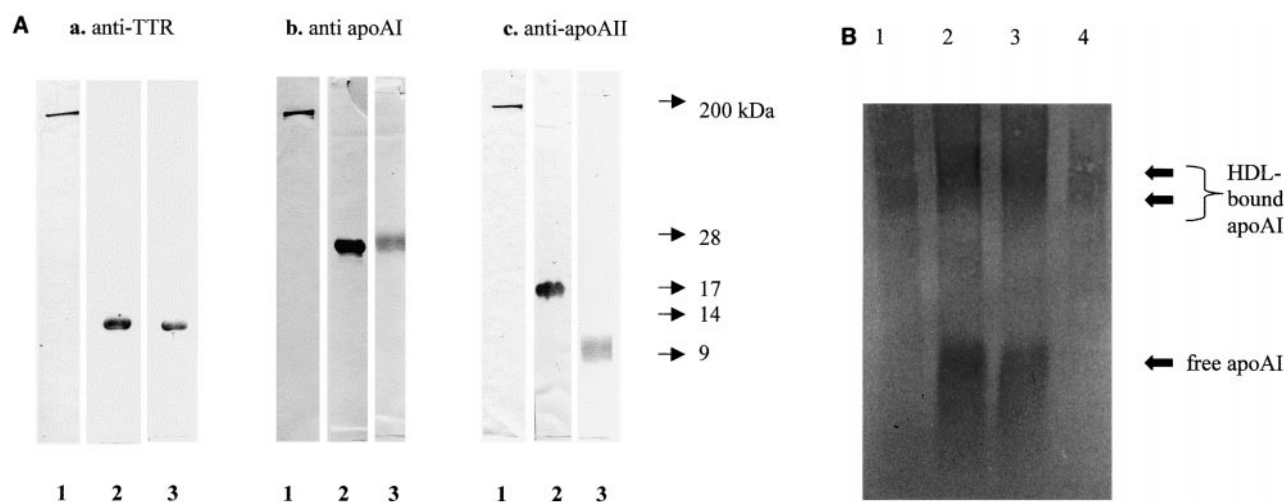 A
a. anti-TTR
b. anti apoAI
c. anti-apoAII
200 kDa
28
17
14
9
1 2 3
1 2 3
1 2 3
B
1 2 3 4
HDL-
bound
apoAI
free apoAI